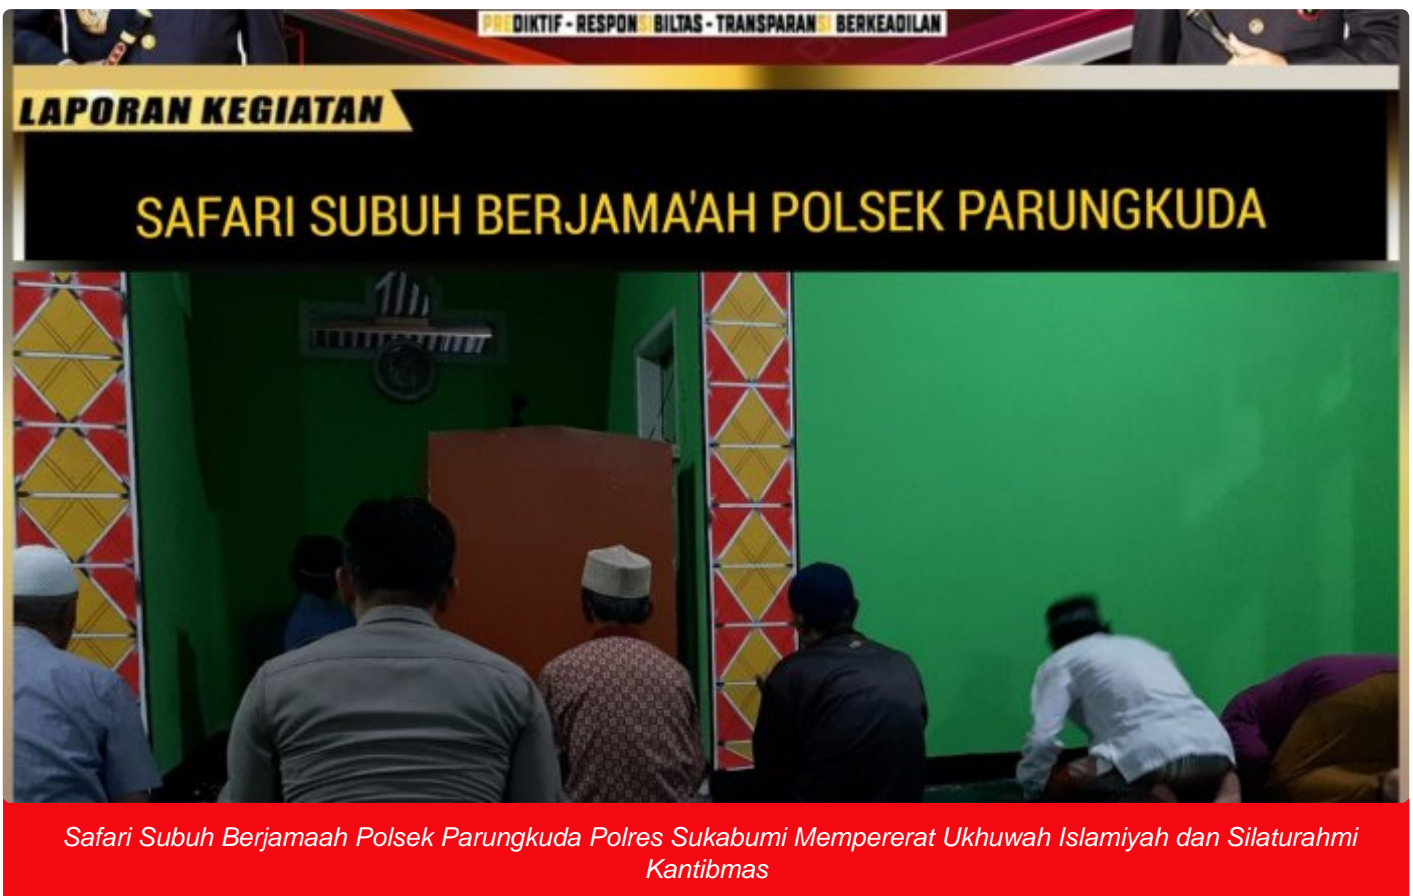 PREDIKTIF - RESPONSIBILTAS - TRANSPARANSI BERKEADILAN
LAPORAN KEGIATAN
SAFARI SUBUH BERJAMA'AH POLSEK PARUNGKUDA
Safari Subuh Berjamaah Polsek Parungkuda Polres Sukabumi Mempererat Ukhuwah Islamiyah dan Silaturahmi
Kantibmas